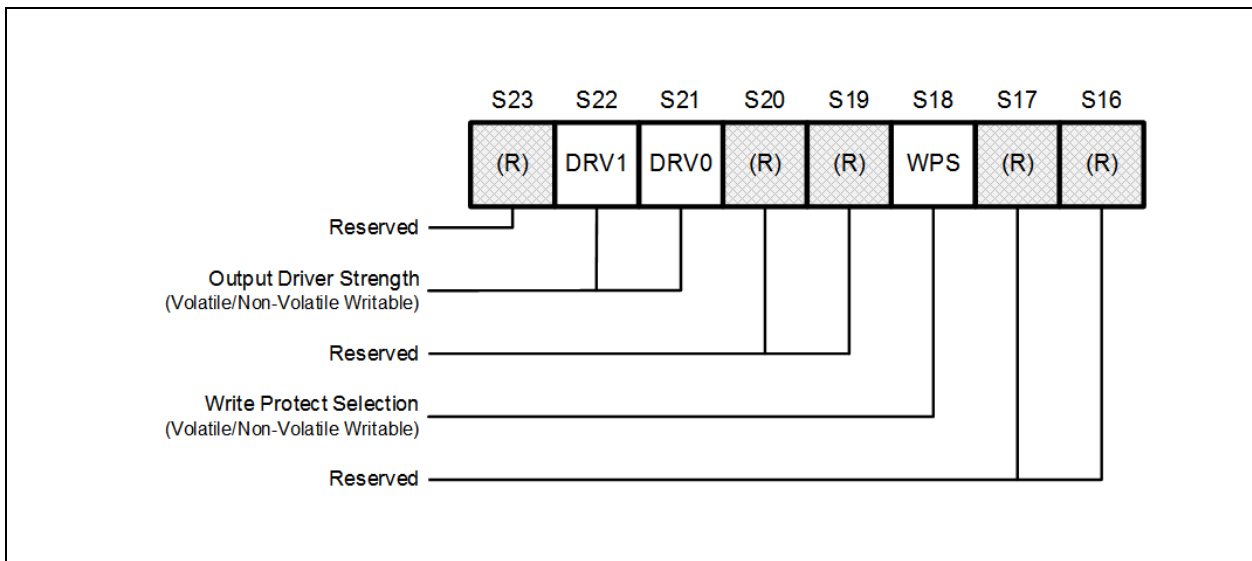 S23 S22 S21 S20 S19 S18 S17 S16
(R) DRV1 DRV0 (R) (R) WPS (R) (R)
Reserved
Output Driver Strength
(Volatile/Non-Volatile Writable)
Reserved
Write Protect Selection
(Volatile/Non-Volatile Writable)
Reserved